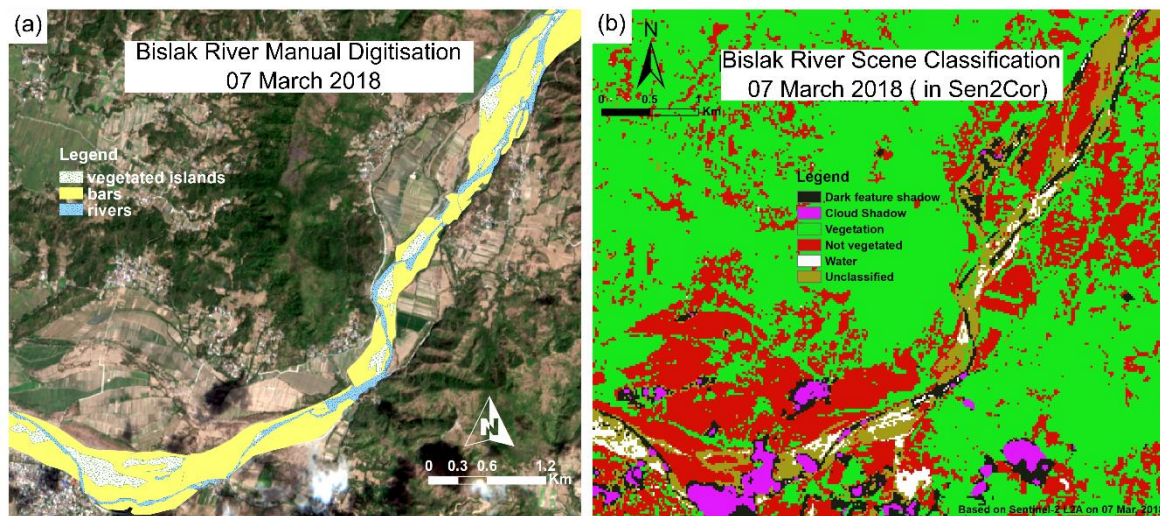 (a)
Bislak River Manual Digitisation
07 March 2018
Legend
vegetated islands
bars
rivers
N
0 0.3 0.6 1.2
Km
(b)
N
Bislak River Scene Classification
07 March 2018 ( in Sen2Cor)
0 0.5 1
Km
Legend
Dark feature shadow
Cloud Shadow
Vegetation
Not vegetated
Water
Unclassified
Based on Sentinel-2 L2A on 07 Mar, 2018